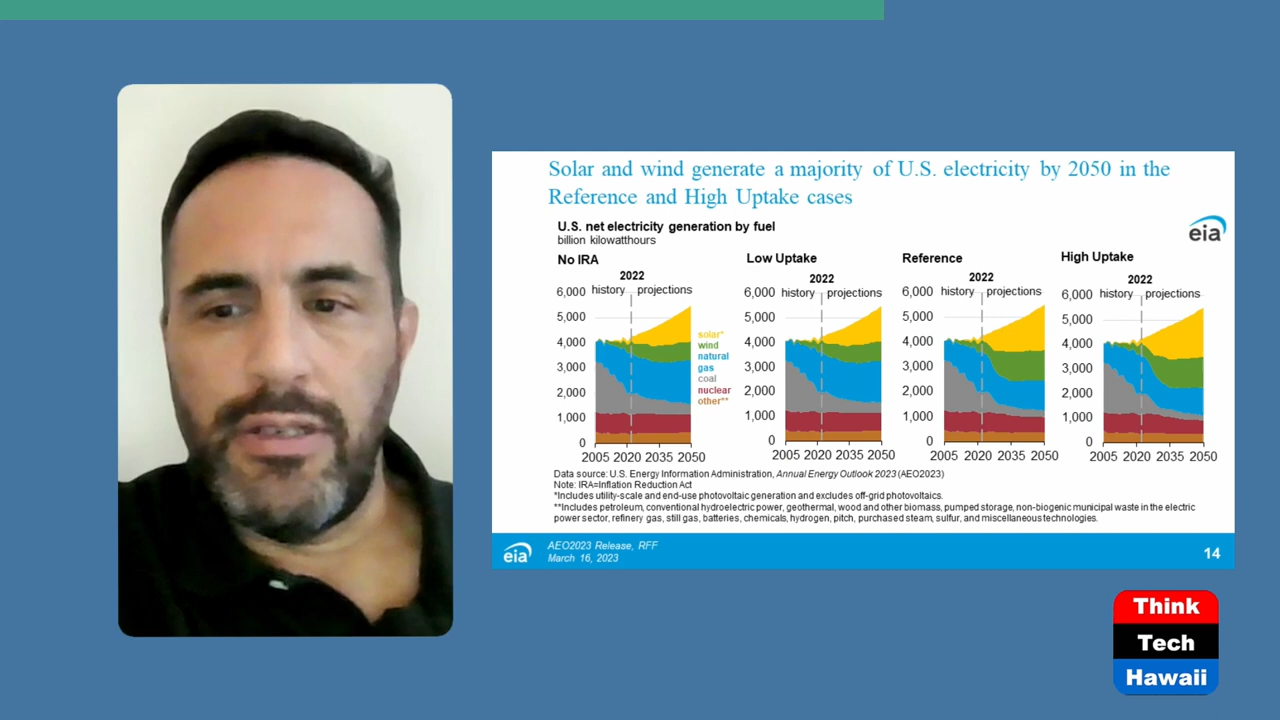 Solar and wind generate a majority of U.S. electricity by 2050 in the
Reference and High Uptake cases
U.S. net electricity generation by fuel
billion kilowatthours
eia
No IRA
2022
history projections
6,000
5,000
4,000
3,000
2,000
1,000
0
2005 2020 2035 2050
solar*
wind
natural
gas
coal
nuclear
other**
Low Uptake
2022
history projections
6,000
5,000
4,000
3,000
2,000
1,000
0
2005 2020 2035 2050
Reference
2022
history projections
6,000
5,000
4,000
3,000
2,000
1,000
0
2005 2020 2035 2050
High Uptake
2022
history projections
6,000
5,000
4,000
3,000
2,000
1,000
0
2005 2020 2035 2050
Data source: U.S. Energy Information Administration, Annual Energy Outlook 2023 (AEO2023)
Note: IRA=Inflation Reduction Act
*Includes utility-scale and end-use photovoltaic generation and excludes off-grid photovoltaics.
**Includes petroleum, conventional hydroelectric power, geothermal, wood and other biomass, pumped storage, non-biogenic municipal waste in the electric
power sector, refinery gas, still gas, batteries, chemicals, hydrogen, pitch, purchased steam, sulfur, and miscellaneous technologies.
eia
AEO2023 Release, RFF
March 16, 2023
14
Think
Tech
Hawaii